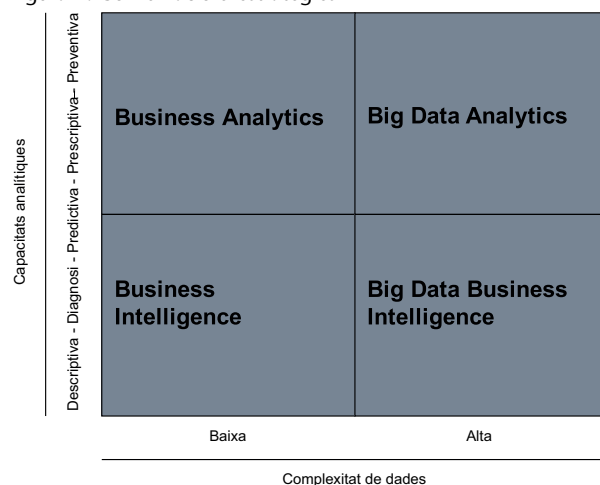 Capacitats analítiques
Descriptiva - Diagnosi - Predictiva - Prescriptiva– Preventiva
Business Analytics
Big Data Analytics
Business
Intelligence
Big Data Business
Intelligence
Baixa
Alta
Complexitat de dades